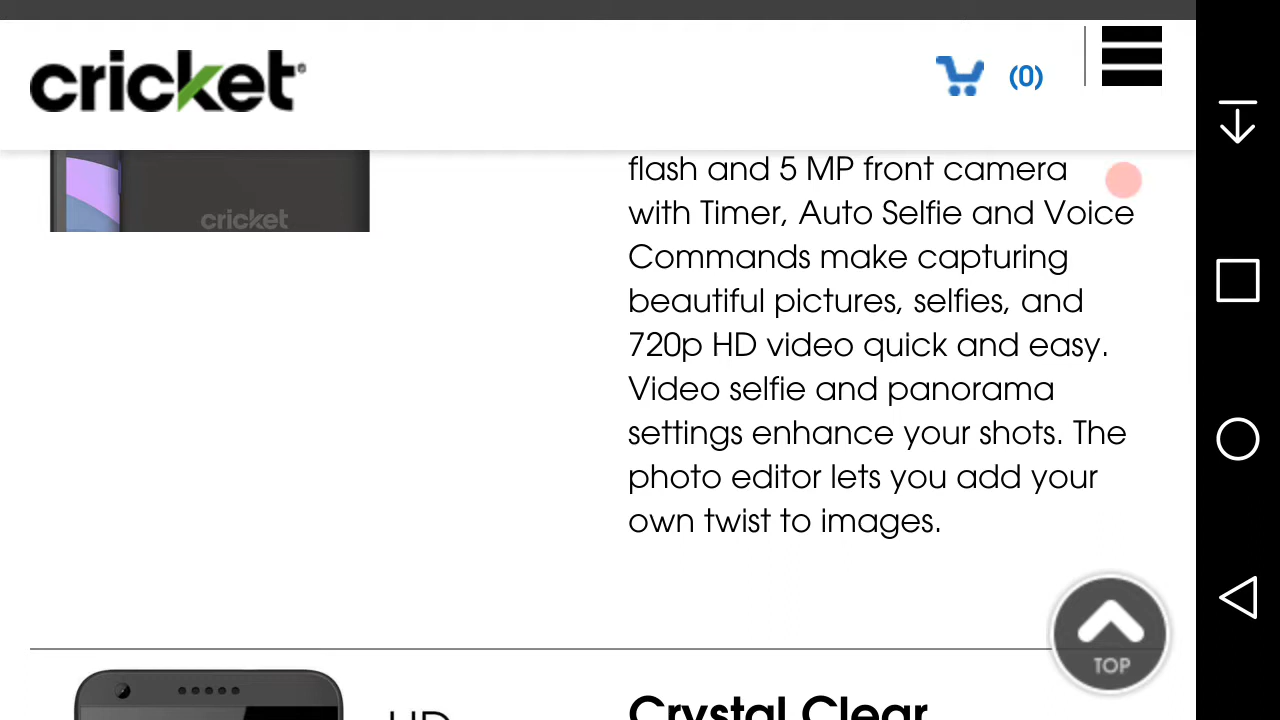 cricket
(0)
cricket
flash and 5 MP front camera
with Timer, Auto Selfie and Voice
Commands make capturing
beautiful pictures, selfies, and
720p HD video quick and easy.
Video selfie and panorama
settings enhance your shots. The
photo editor lets you add your
own twist to images.
TOP
HD
Crystal Clear